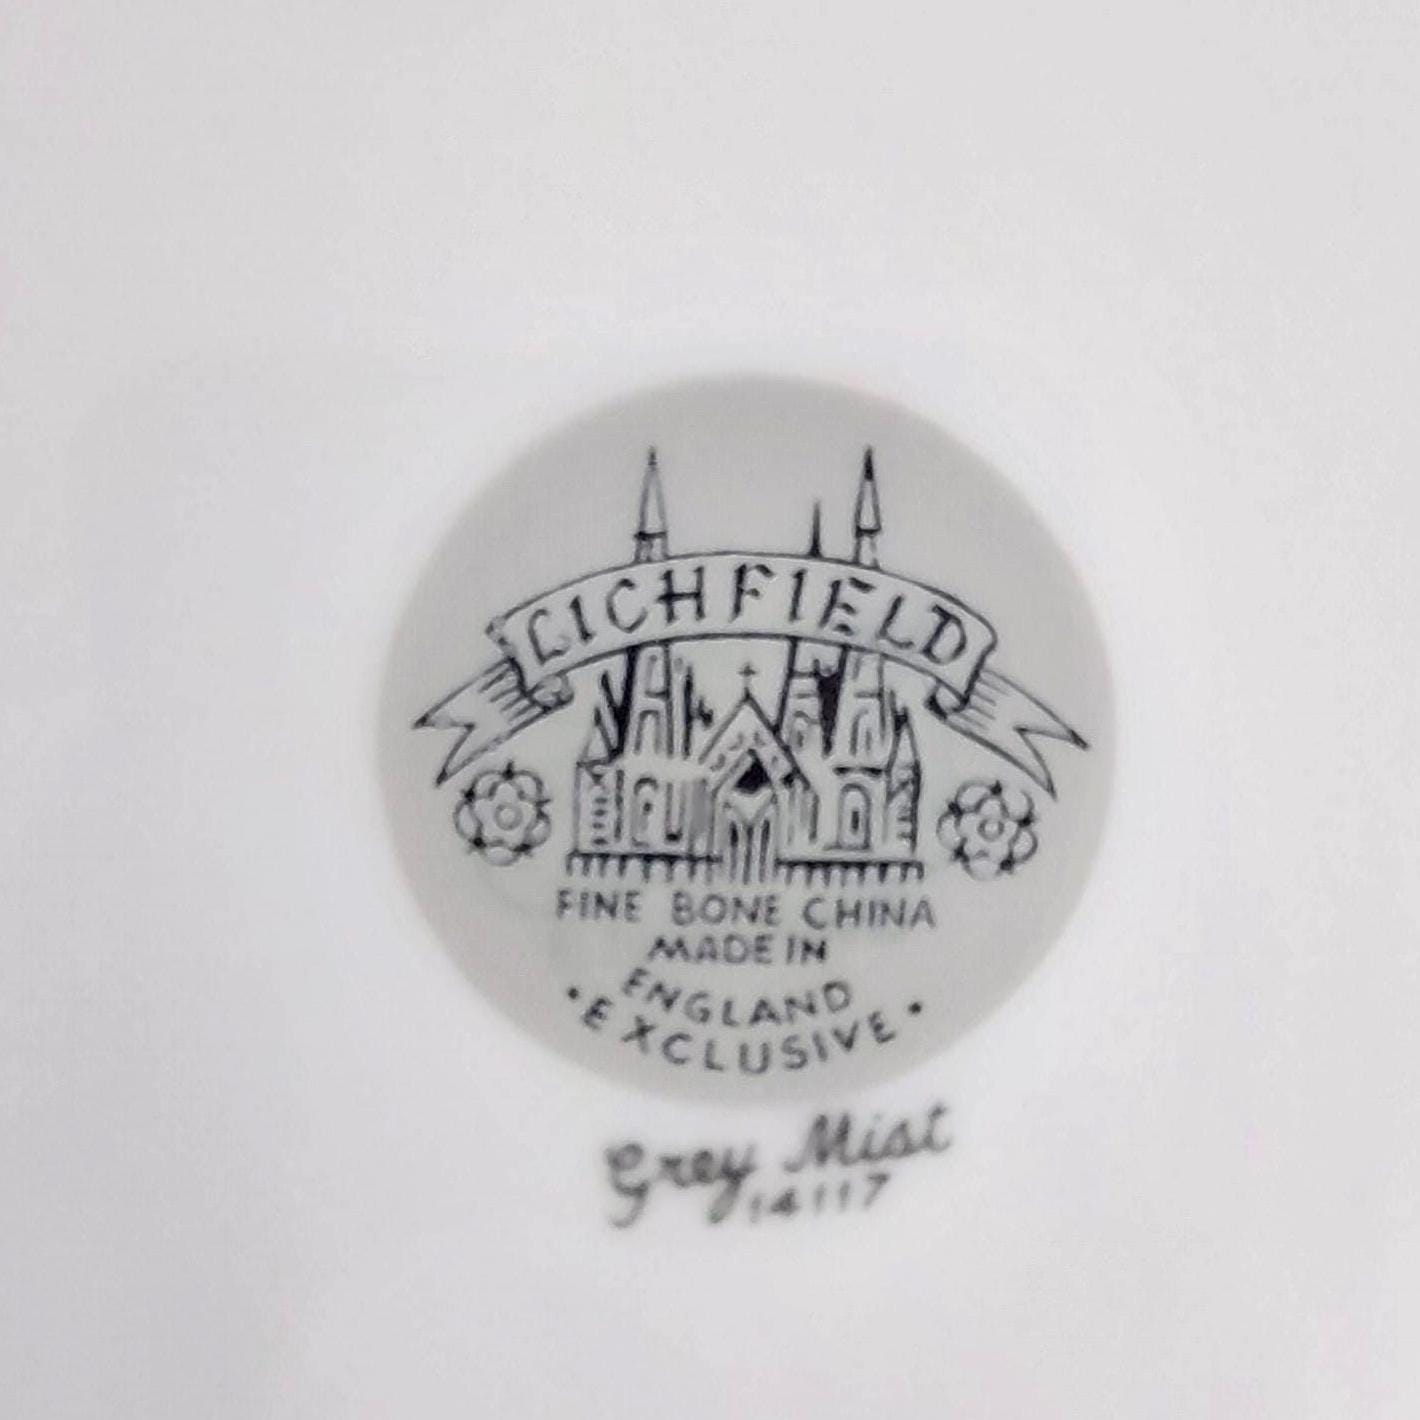 LICHFIELD
FINE BONE CHINA
MADE IN
ENGLAND
• EXCLUSIVE •
Grey Mist
14117